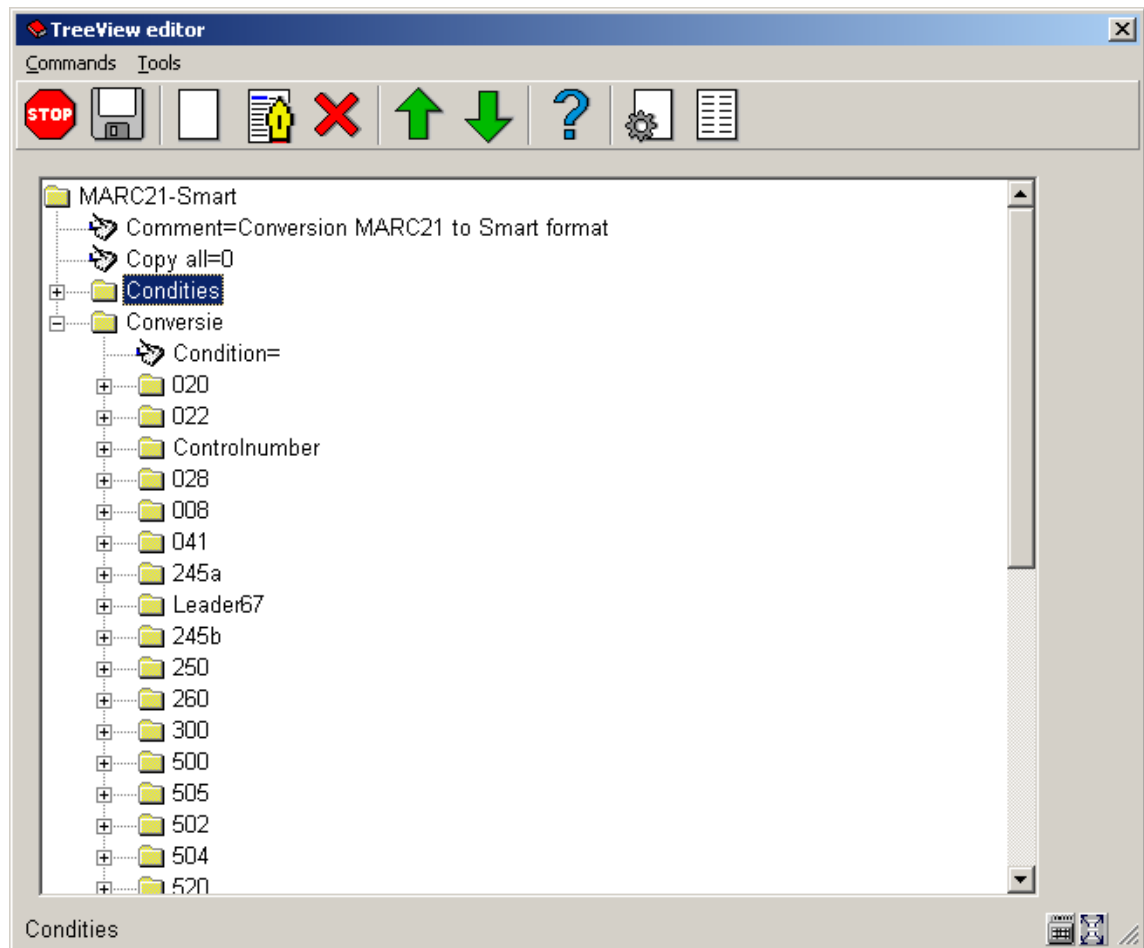 TreeView editor
Commands Tools
STOP
MARC21-Smart
Comment=Conversion MARC21 to Smart format
Copy all=0
Condities
Conversie
Condition=
020
022
Controlnumber
028
008
041
245a
Leader67
245b
250
260
300
500
505
502
504
520
Condities